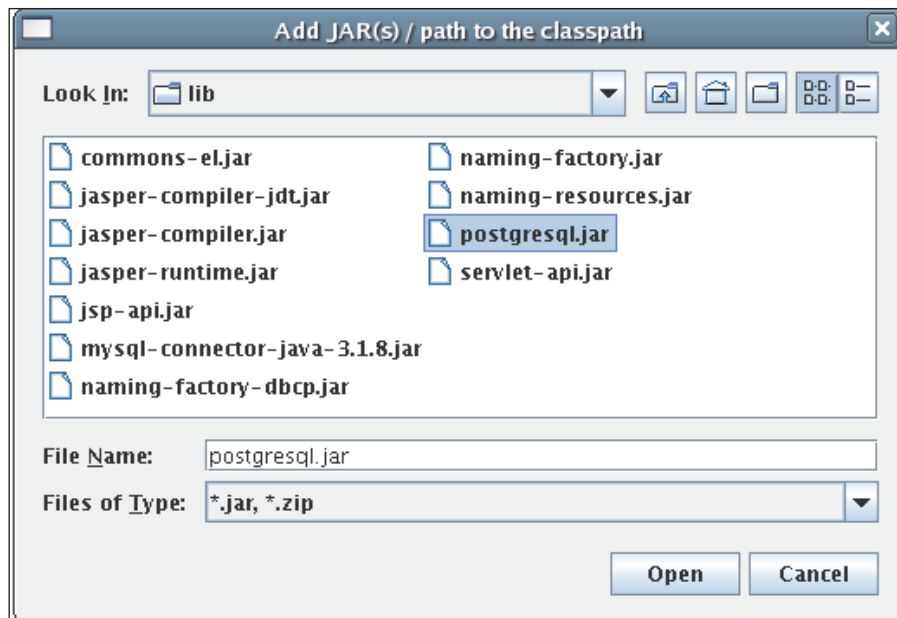 Add JAR(s) / path to the classpath
Look In: lib
commons-el.jar
jasper-compiler-jdt.jar
jasper-compiler.jar
jasper-runtime.jar
jsp-api.jar
mysql-connector-java-3.1.8.jar
naming-factory-dbcp.jar
naming-factory.jar
naming-resources.jar
postgresql.jar
servlet-api.jar
File Name: postgresql.jar
Files of Type: *.jar, *.zip
Open Cancel